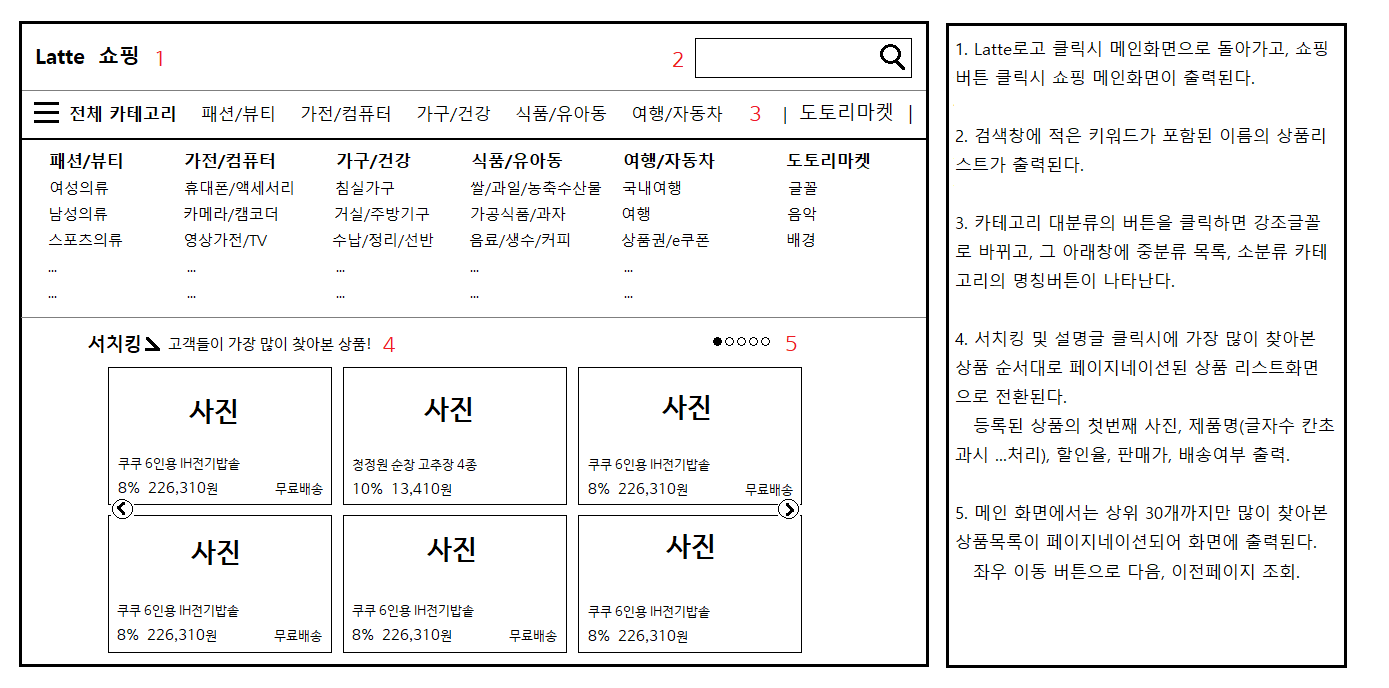 Latte 쇼핑 1
2
전체 카테고리 패션/뷰티 가전/컴퓨터 가구/건강 식품/유아동 여행/자동차 3 | 도토리마켓 |
패션/뷰티 가전/컴퓨터 가구/건강 식품/유아동 여행/자동차 도토리마켓
여성의류 휴대폰/액세서리 침실가구 쌀/과일/농축수산물 국내여행 글꼴
남성의류 카메라/캠코더 거실/주방기구 가공식품/과자 여행 음악
스포츠의류 영상가전/TV 수납/정리/선반 음료/생수/커피 상품권/e쿠폰 배경
... ... ... ... ...
... ... ... ... ...
서치킹 고객들이 가장 많이 찾아본 상품! 4 5
사진 사진 사진
쿠쿠 6인용 IH전기밥솥 청정원 순창 고추장 4종 쿠쿠 6인용 IH전기밥솥
8% 226,310원 무료배송 10% 13,410원 8% 226,310원 무료배송
사진 사진 사진
쿠쿠 6인용 IH전기밥솥 쿠쿠 6인용 IH전기밥솥 쿠쿠 6인용 IH전기밥솥
8% 226,310원 무료배송 8% 226,310원 무료배송 8% 226,310원
1. Latte로고 클릭시 메인화면으로 돌아가고, 쇼핑
버튼 클릭시 쇼핑 메인화면이 출력된다.
2. 검색창에 적은 키워드가 포함된 이름의 상품리
스트가 출력된다.
3. 카테고리 대분류의 버튼을 클릭하면 강조글꼴
로 바뀌고, 그 아래창에 중분류 목록, 소분류 카테
고리의 명칭버튼이 나타난다.
4. 서치킹 및 설명글 클릭시에 가장 많이 찾아본
상품 순서대로 페이지네이션된 상품 리스트화면
으로 전환된다.
등록된 상품의 첫번째 사진, 제품명(글자수 칸초
과시 ...처리), 할인율, 판매가, 배송여부 출력.
5. 메인 화면에서는 상위 30개까지만 많이 찾아본
상품목록이 페이지네이션되어 화면에 출력된다.
좌우 이동 버튼으로 다음, 이전페이지 조회.